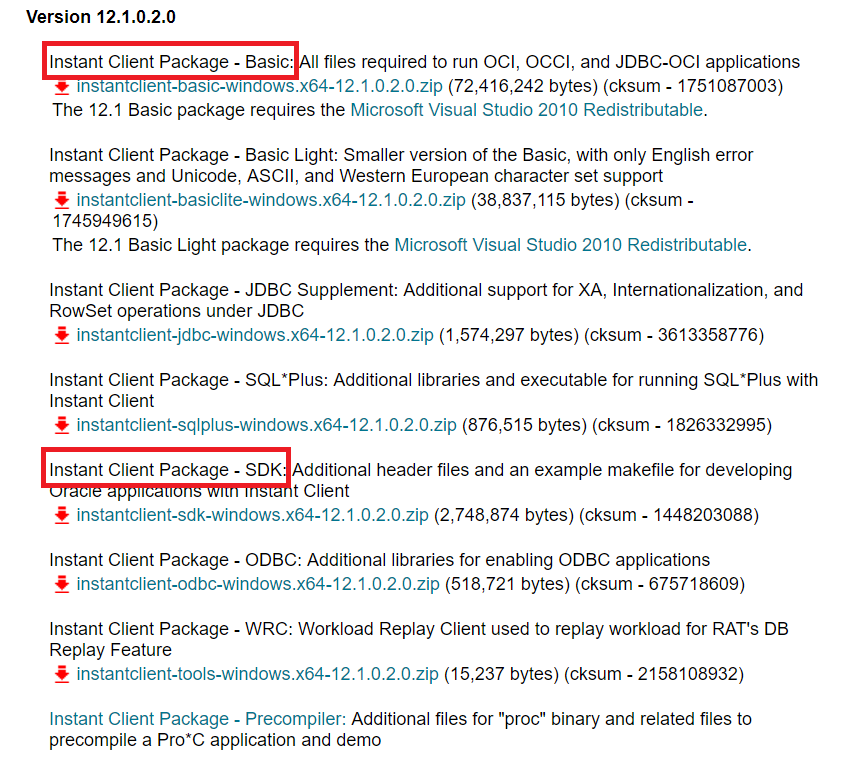 Version 12.1.0.2.0
Instant Client Package - Basic: All files required to run OCI, OCCI, and JDBC-OCI applications
instantclient-basic-windows.x64-12.1.0.2.0.zip (72,416,242 bytes) (cksum - 1751087003)
The 12.1 Basic package requires the Microsoft Visual Studio 2010 Redistributable.
Instant Client Package - Basic Light: Smaller version of the Basic, with only English error
messages and Unicode, ASCII, and Western European character set support
instantclient-basiclite-windows.x64-12.1.0.2.0.zip (38,837,115 bytes) (cksum -
1745949615)
The 12.1 Basic Light package requires the Microsoft Visual Studio 2010 Redistributable.
Instant Client Package - JDBC Supplement: Additional support for XA, Internationalization, and
RowSet operations under JDBC
instantclient-jdbc-windows.x64-12.1.0.2.0.zip (1,574,297 bytes) (cksum - 3613358776)
Instant Client Package - SQL*Plus: Additional libraries and executable for running SQL*Plus with
Instant Client
instantclient-sqlplus-windows.x64-12.1.0.2.0.zip (876,515 bytes) (cksum - 1826332995)
Instant Client Package - SDK: Additional header files and an example makefile for developing
Oracle applications with Instant Client
instantclient-sdk-windows.x64-12.1.0.2.0.zip (2,748,874 bytes) (cksum - 1448203088)
Instant Client Package - ODBC: Additional libraries for enabling ODBC applications
instantclient-odbc-windows.x64-12.1.0.2.0.zip (518,721 bytes) (cksum - 675718609)
Instant Client Package - WRC: Workload Replay Client used to replay workload for RAT's DB
Replay Feature
instantclient-tools-windows.x64-12.1.0.2.0.zip (15,237 bytes) (cksum - 2158108932)
Instant Client Package - Precompiler: Additional files for "proc" binary and related files to
precompile a Pro*C application and demo